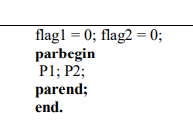 flag1 = 0; flag2 = 0;
parbegin
P1; P2;
parend;
end.